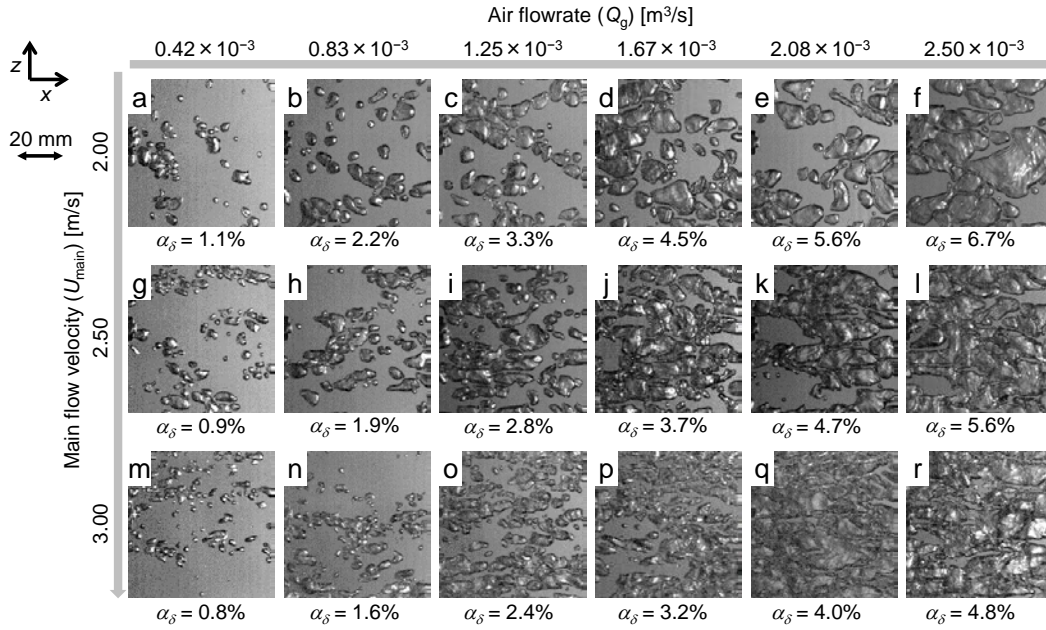 Air flowrate (Q_g) [m³/s]
0.42 × 10⁻³ 0.83 × 10⁻³ 1.25 × 10⁻³ 1.67 × 10⁻³ 2.08 × 10⁻³ 2.50 × 10⁻³
z
x
20 mm
Main flow velocity (U_main) [m/s]
2.00
a b c d e f
α_δ = 1.1% α_δ = 2.2% α_δ = 3.3% α_δ = 4.5% α_δ = 5.6% α_δ = 6.7%
2.50
g h i j k l
α_δ = 0.9% α_δ = 1.9% α_δ = 2.8% α_δ = 3.7% α_δ = 4.7% α_δ = 5.6%
3.00
m n o p q r
α_δ = 0.8% α_δ = 1.6% α_δ = 2.4% α_δ = 3.2% α_δ = 4.0% α_δ = 4.8%